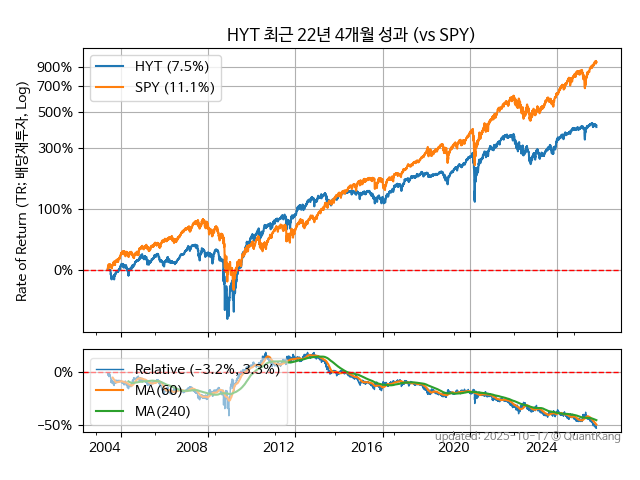 HYT 최근 22년 4개월 성과 (vs SPY)
Rate of Return (TR: 배당재투자, Log)
HYT (7.5%)
SPY (11.1%)
900%
700%
500%
300%
100%
0%
Relative (−3.2%, 3.3%)
MA(60)
MA(240)
0%
−50%
2004 2008 2012 2016 2020 2024
updated: 2025-10-17 © QuantKang